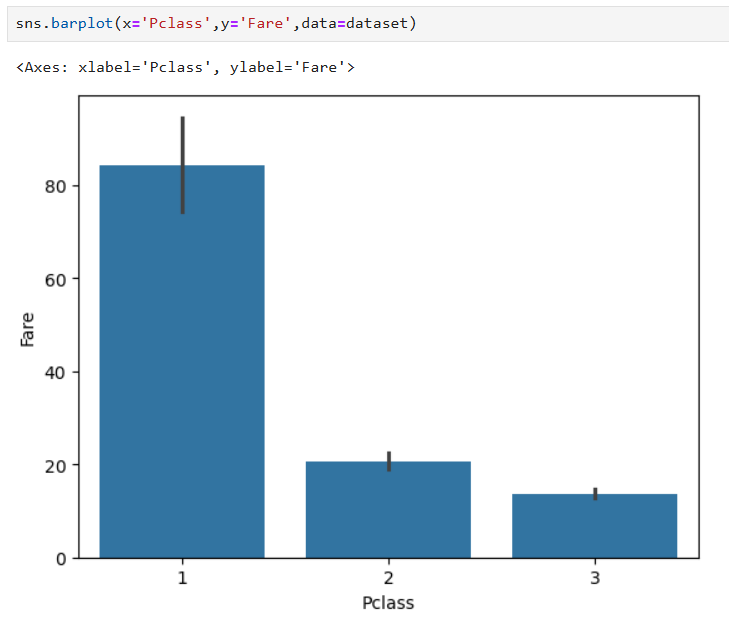 sns.barplot(x='Pclass',y='Fare',data=dataset)
<Axes: xlabel='Pclass', ylabel='Fare'>
80
60
40
20
0
Fare
1 2 3
Pclass